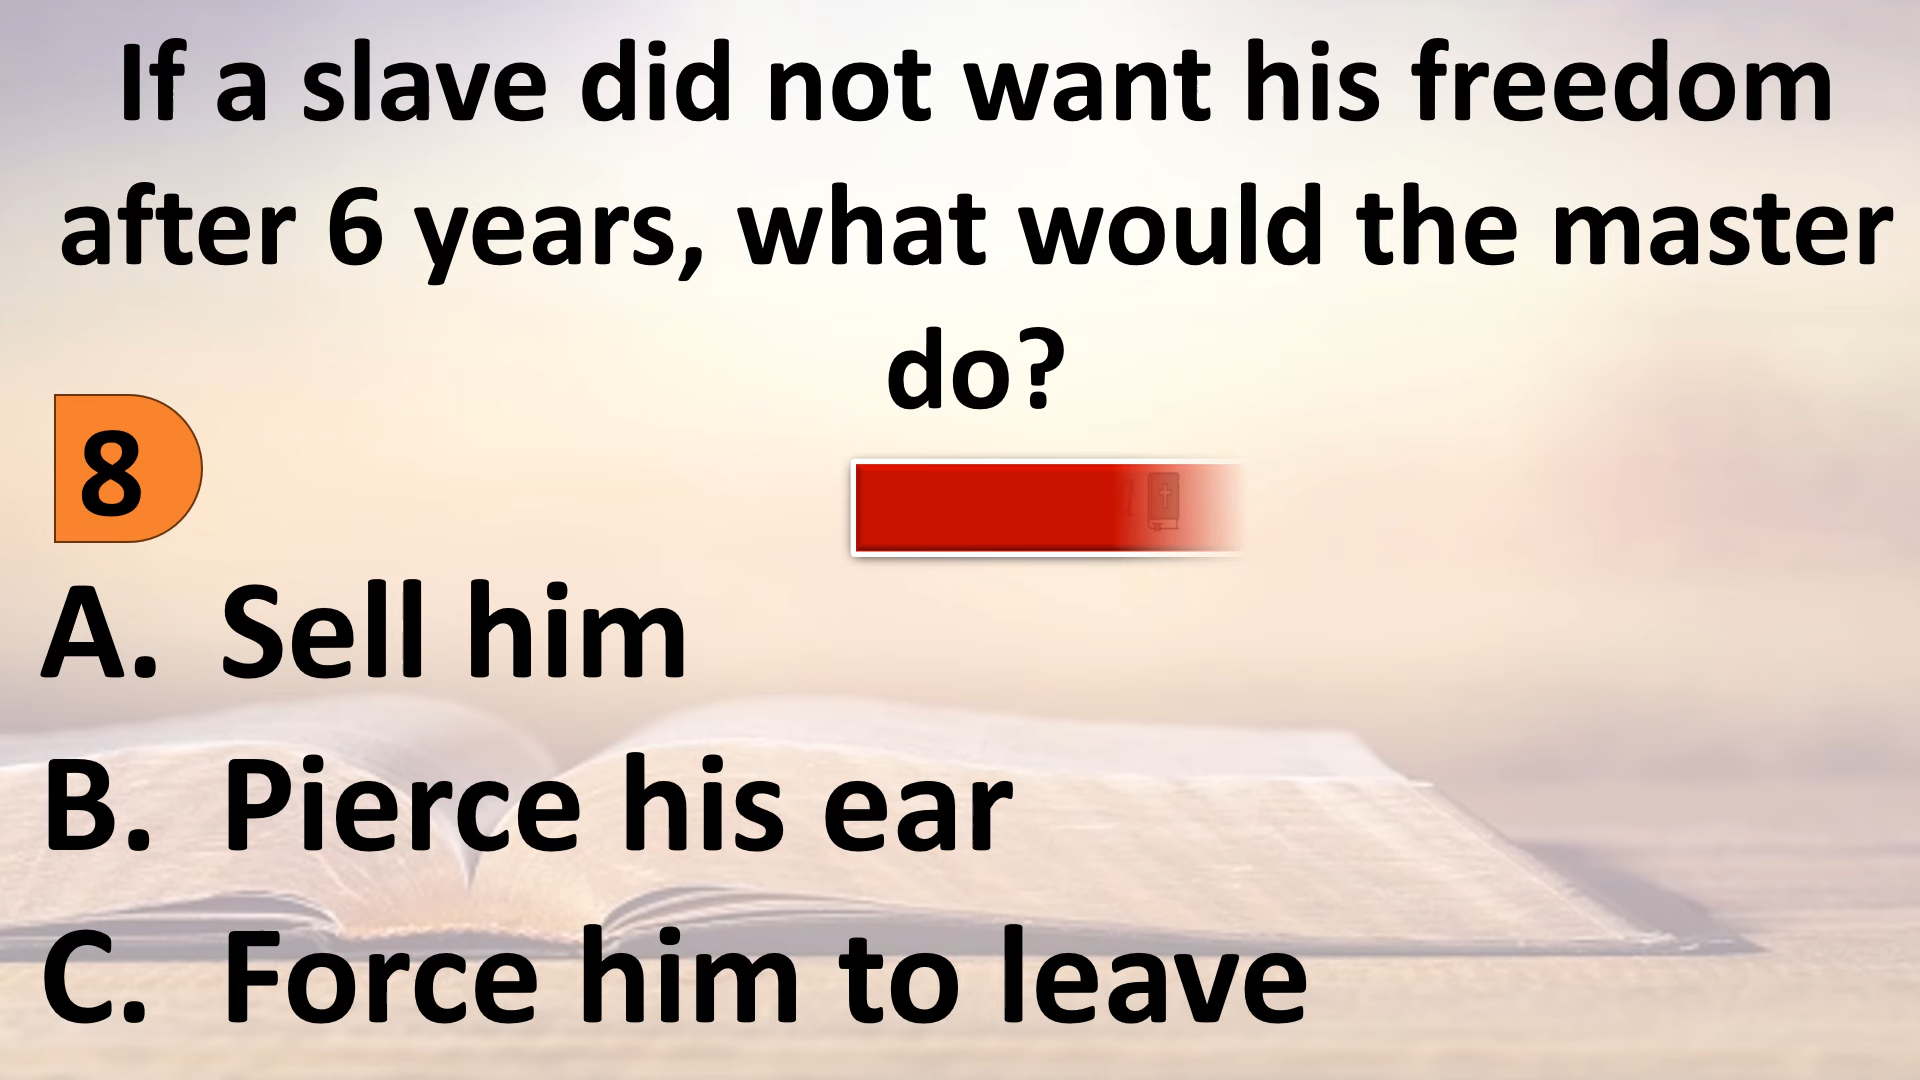 If a slave did not want his freedom
after 6 years, what would the master
do?
8
A. Sell him
B. Pierce his ear
C. Force him to leave